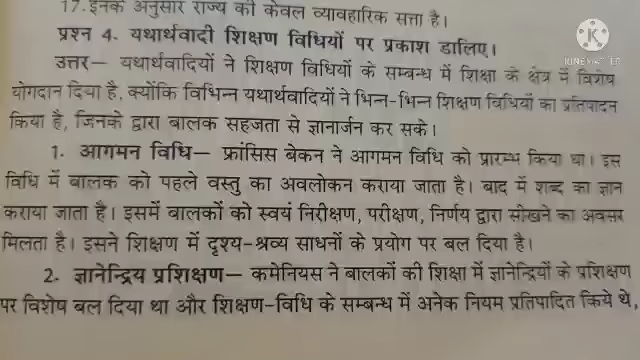 17. इनके अनुसार राज्य की केवल व्यावहारिक सत्ता है।
प्रश्न 4. यथार्थवादी शिक्षण विधियों पर प्रकाश डालिए।
उत्तर— यथार्थवादियों ने शिक्षण विधियों के सम्बन्ध में शिक्षा के क्षेत्र में विशेष
योगदान दिया है, क्योंकि विभिन्न यथार्थवादियों ने भिन्न-भिन्न शिक्षण विधियों का प्रतिपादन
किया है, जिनके द्वारा बालक सहजता से ज्ञानार्जन कर सके।
1. आगमन विधि— फ्रांसिस बेकन ने आगमन विधि को प्रारम्भ किया था। इस
विधि में बालक को पहले वस्तु का अवलोकन कराया जाता है। बाद में शब्द का ज्ञान
कराया जाता है। इसमें बालकों को स्वयं निरीक्षण, परीक्षण, निर्णय द्वारा सीखने का अवसर
मिलता है। इसने शिक्षण में दृश्य-श्रव्य साधनों के प्रयोग पर बल दिया है।
2. ज्ञानेन्द्रिय प्रशिक्षण— कमेनियस ने बालकों की शिक्षा में ज्ञानेन्द्रियों के प्रशिक्षण
पर विशेष बल दिया था और शिक्षण-विधि के सम्बन्ध में अनेक नियम प्रतिपादित किये थे,
KINEMASTER